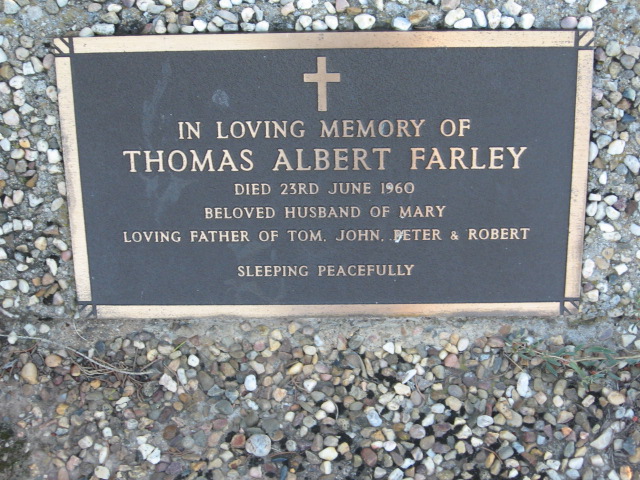 IN LOVING MEMORY OF
THOMAS ALBERT FARLEY
DIED 23RD JUNE 1960
BELOVED HUSBAND OF MARY
LOVING FATHER OF TOM, JOHN, PETER & ROBERT
SLEEPING PEACEFULLY